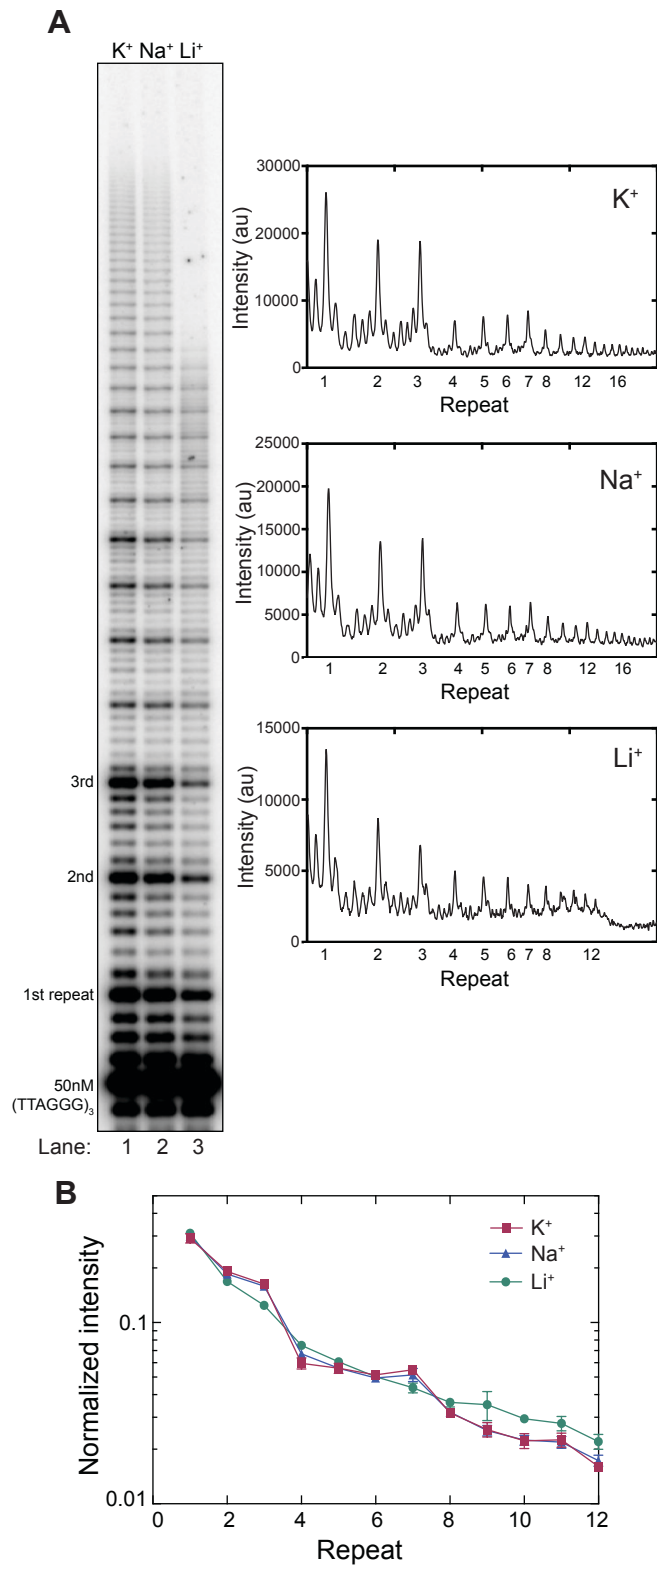 A
K⁺ Na⁺ Li⁺
3rd
2nd
1st repeat
50nM
(TTAGGG)₃
Lane: 1 2 3
30000
20000
10000
0
Intensity (au)
K⁺
1 2 3 4 5 6 7 8 12 16
Repeat
25000
20000
15000
10000
5000
0
Intensity (au)
Na⁺
1 2 3 4 5 6 7 8 12 16
Repeat
15000
10000
5000
0
Intensity (au)
Li⁺
1 2 3 4 5 6 7 8 12
Repeat
B
Normalized intensity
0.1
0.01
K⁺
Na⁺
Li⁺
0 2 4 6 8 10 12
Repeat